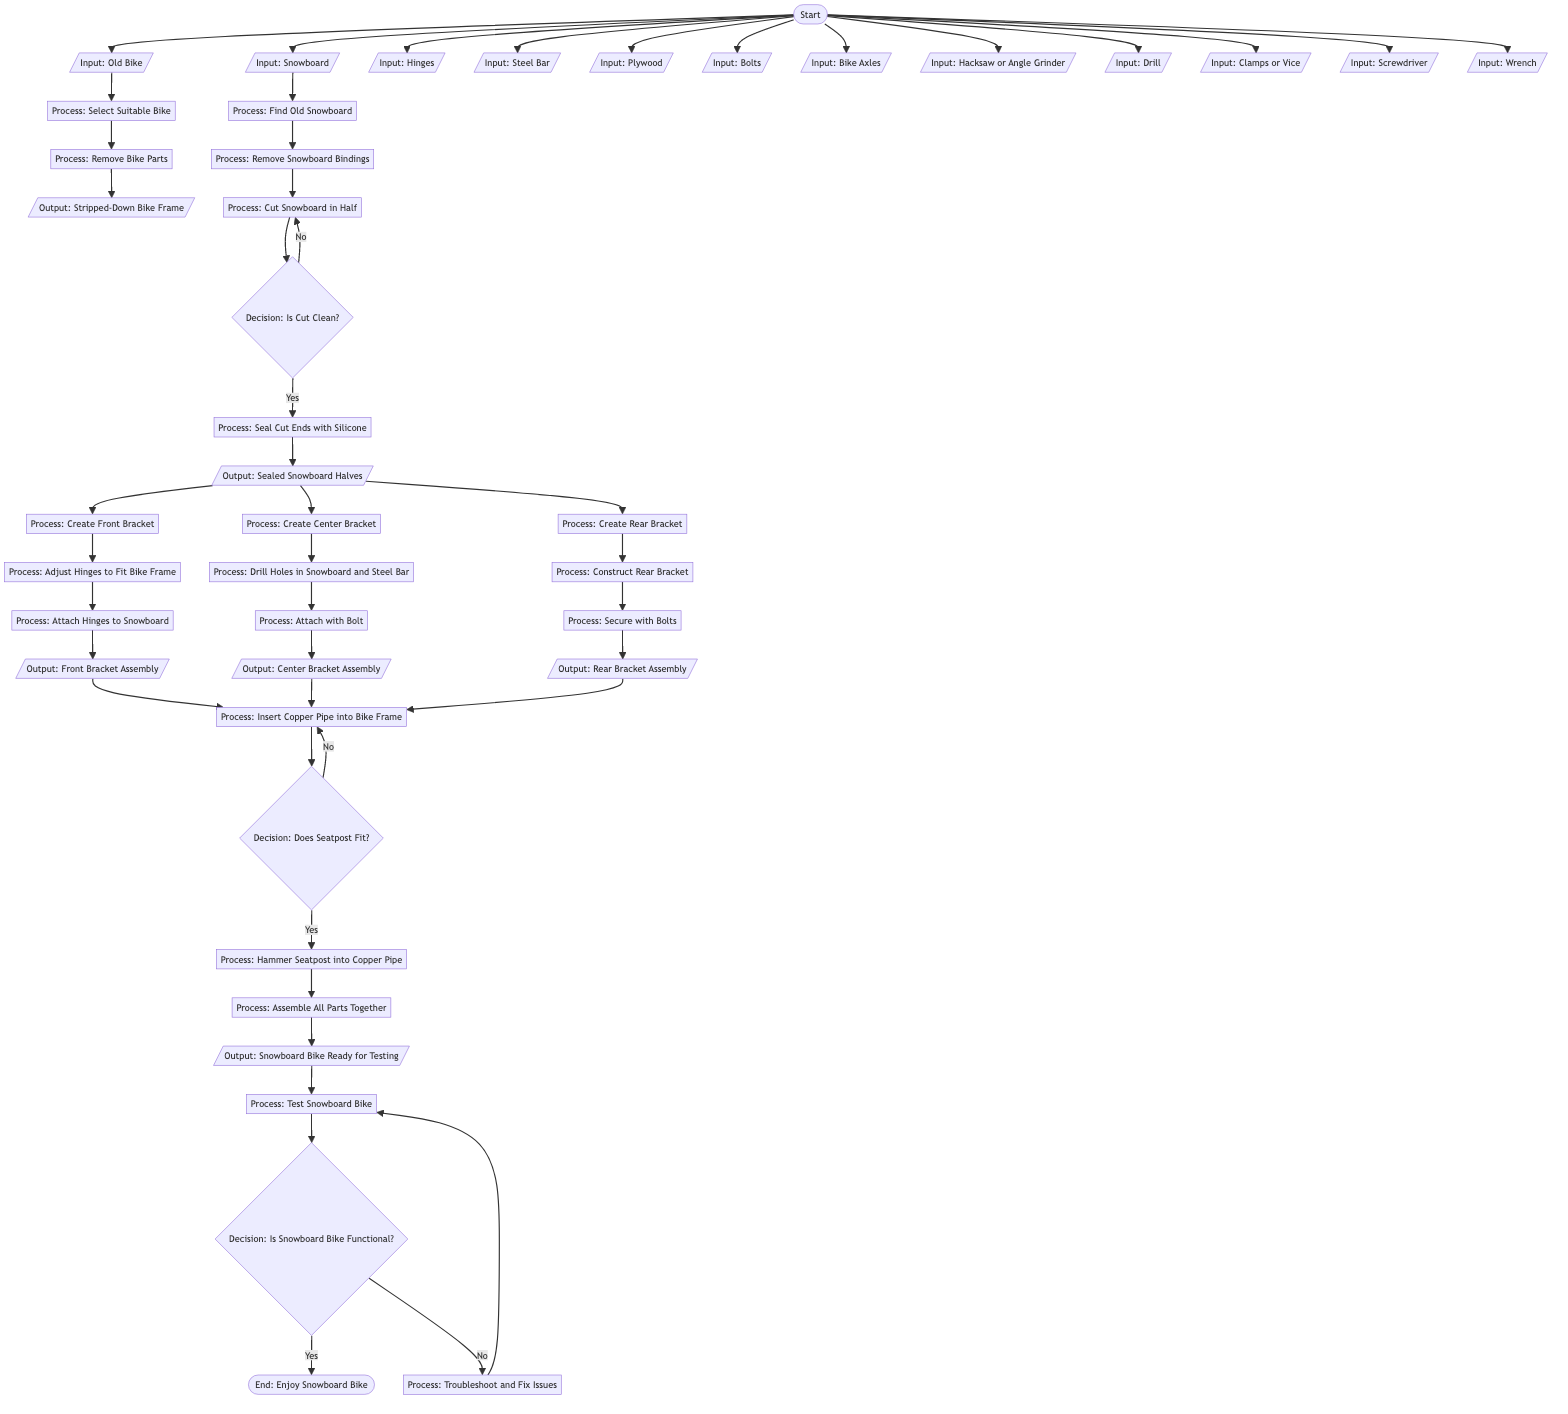 Start
Input: Old Bike
Input: Snowboard
Input: Hinges
Input: Steel Bar
Input: Plywood
Input: Bolts
Input: Bike Axles
Input: Hacksaw or Angle Grinder
Input: Drill
Input: Clamps or Vice
Input: Screwdriver
Input: Wrench
Process: Select Suitable Bike
Process: Find Old Snowboard
Process: Remove Bike Parts
Process: Remove Snowboard Bindings
Output: Stripped-Down Bike Frame
Process: Cut Snowboard in Half
No
Decision: Is Cut Clean?
Yes
Process: Seal Cut Ends with Silicone
Output: Sealed Snowboard Halves
Process: Create Front Bracket
Process: Create Center Bracket
Process: Create Rear Bracket
Process: Adjust Hinges to Fit Bike Frame
Process: Drill Holes in Snowboard and Steel Bar
Process: Construct Rear Bracket
Process: Attach Hinges to Snowboard
Process: Attach with Bolt
Process: Secure with Bolts
Output: Front Bracket Assembly
Output: Center Bracket Assembly
Output: Rear Bracket Assembly
Process: Insert Copper Pipe into Bike Frame
No
Decision: Does Seatpost Fit?
Yes
Process: Hammer Seatpost into Copper Pipe
Process: Assemble All Parts Together
Output: Snowboard Bike Ready for Testing
Process: Test Snowboard Bike
Decision: Is Snowboard Bike Functional?
Yes
No
End: Enjoy Snowboard Bike
Process: Troubleshoot and Fix Issues